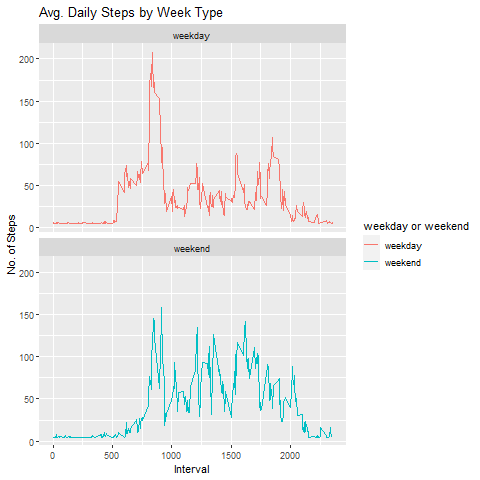 Avg. Daily Steps by Week Type
weekday
200
150
100
50
0
weekend
200
150
100
50
0
0
500
1000
1500
2000
Interval
No. of Steps
weekday or weekend
weekday
weekend